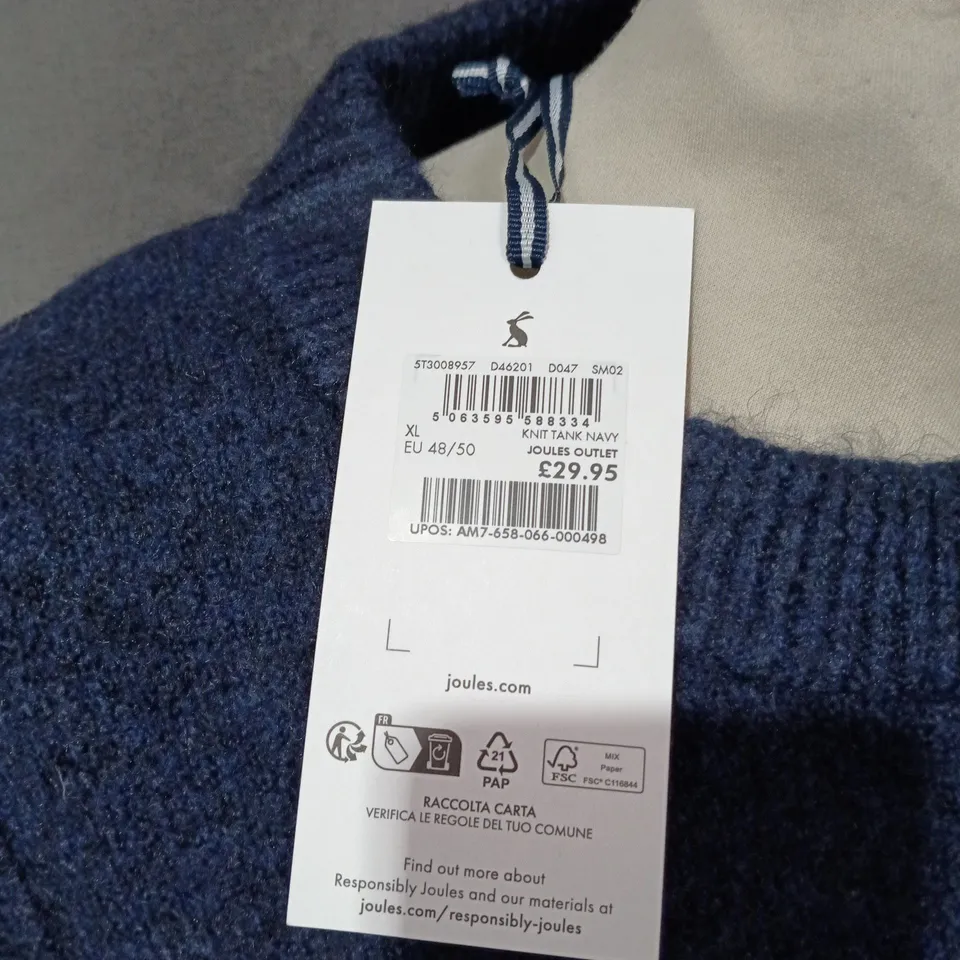 5T3008957 D46201 D047 SM02
5 063595 588334
XL
KNIT TANK NAVY
EU 48/50
JOULES OUTLET
£29.95
UPOS: AM7-658-066-000498
joules.com
FR
21
PAP
FSC
MIX
Paper
FSC® C116844
RACCOLTA CARTA
VERIFICA LE REGOLE DEL TUO COMUNE
Find out more about
Responsibly Joules and our materials at
joules.com/responsibly-joules